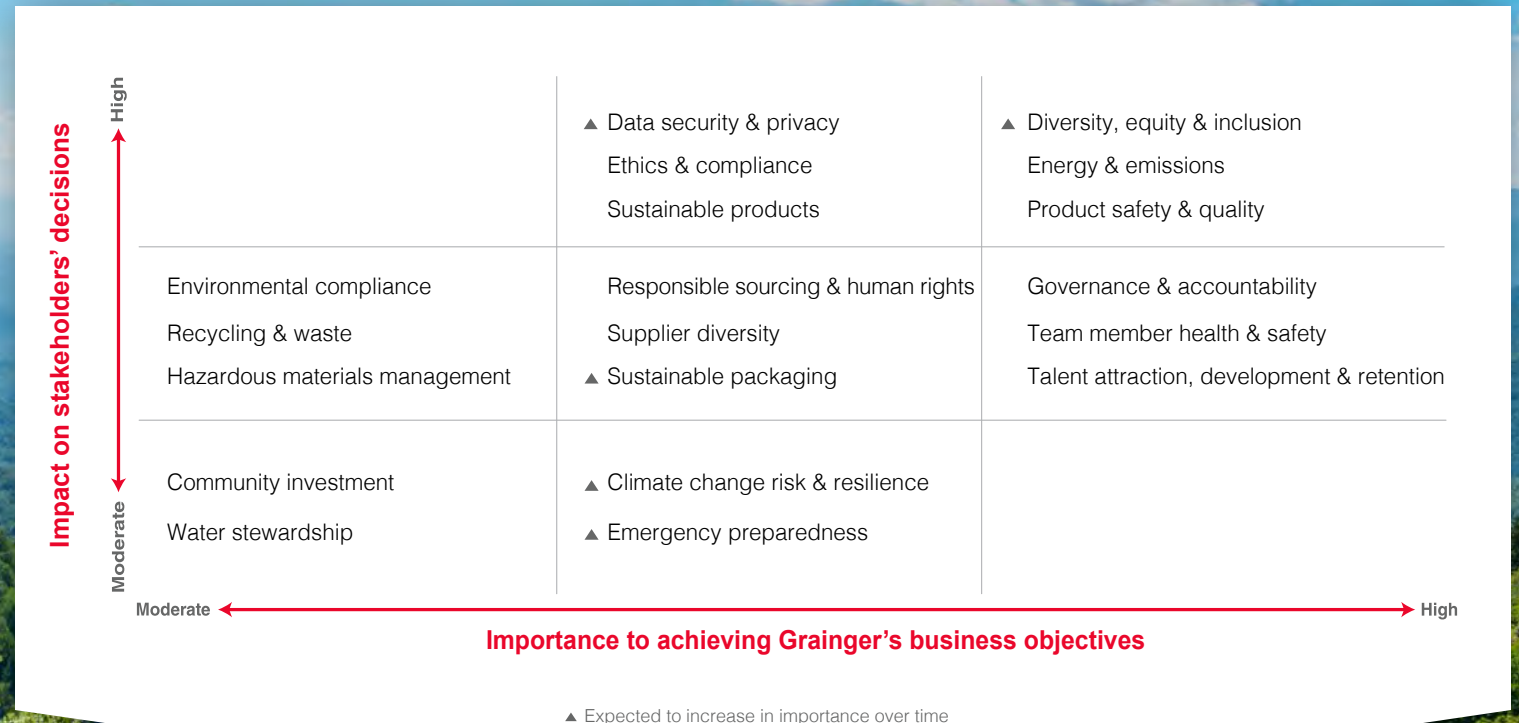 Impact on stakeholders' decisions
High
Moderate
▲ Data security & privacy
Ethics & compliance
Sustainable products
▲ Diversity, equity & inclusion
Energy & emissions
Product safety & quality
Environmental compliance
Recycling & waste
Hazardous materials management
Responsible sourcing & human rights
Supplier diversity
▲ Sustainable packaging
Governance & accountability
Team member health & safety
Talent attraction, development & retention
Community investment
Water stewardship
▲ Climate change risk & resilience
▲ Emergency preparedness
Moderate
High
Importance to achieving Grainger's business objectives
▲ Expected to increase in importance over time